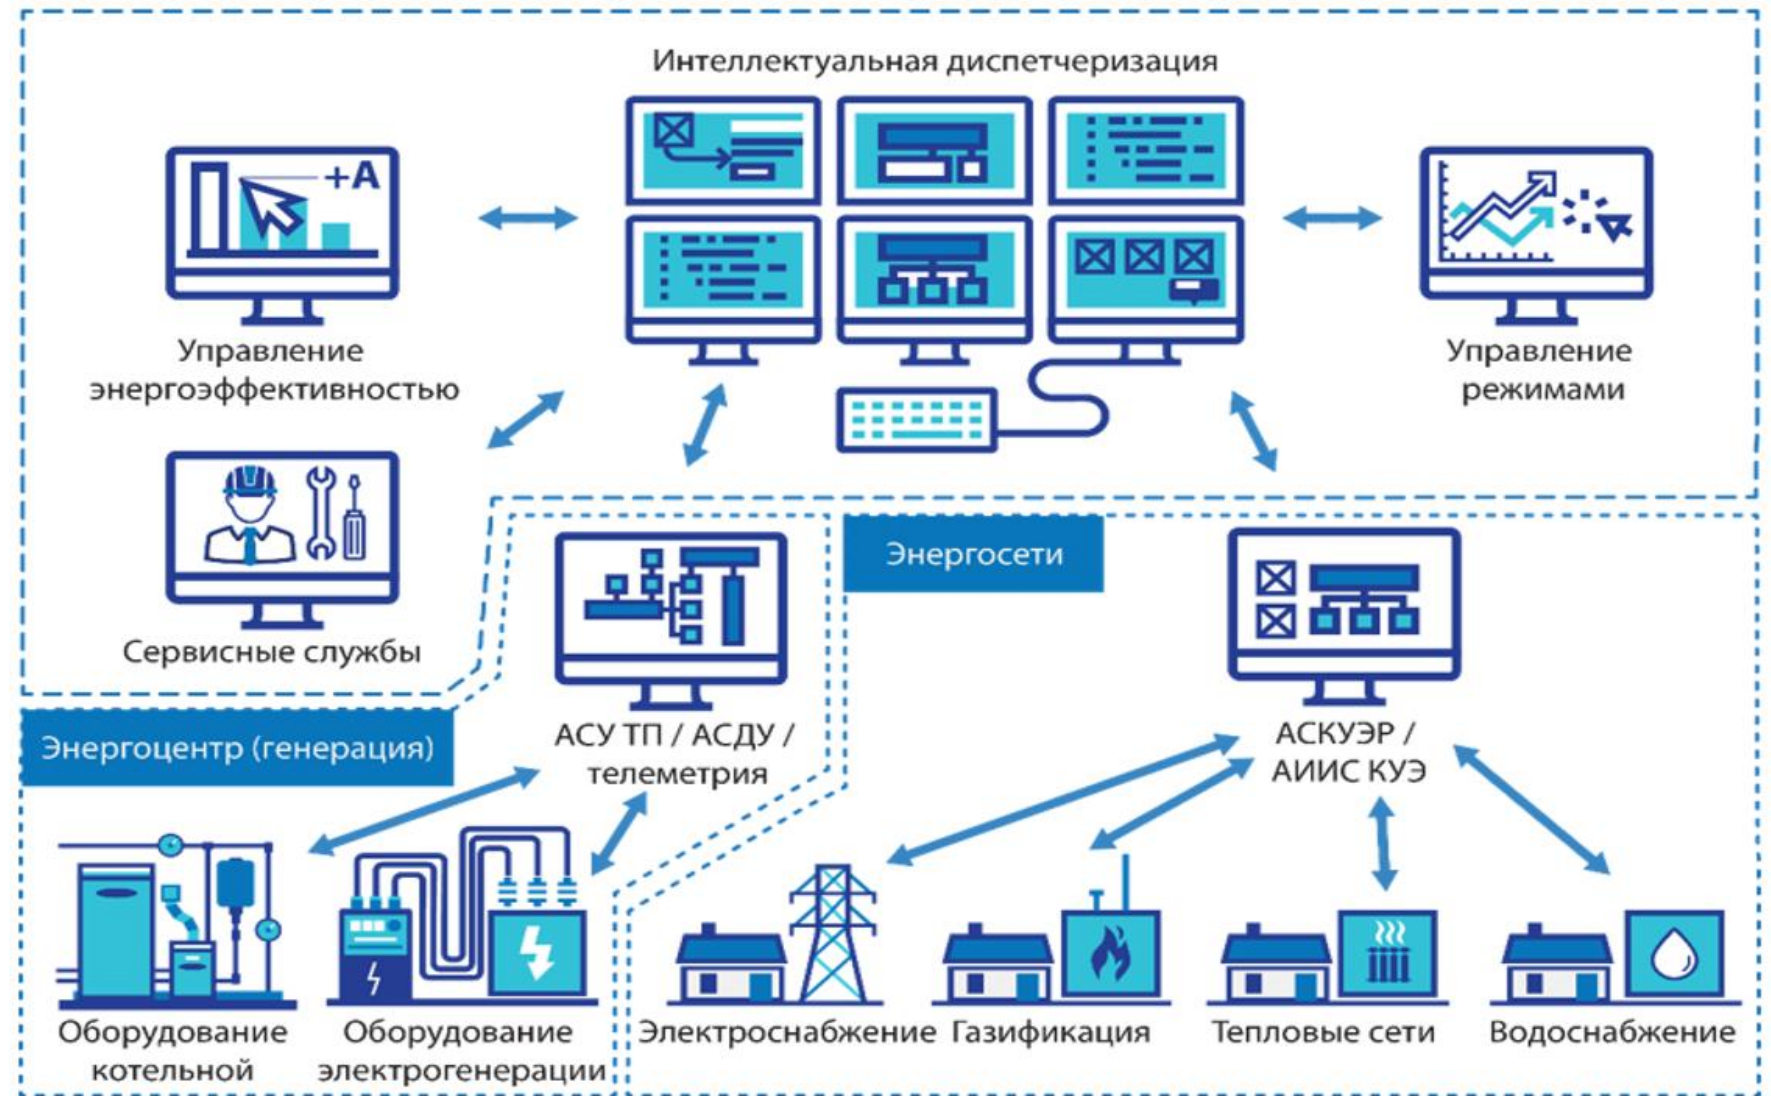 Интеллектуальная диспетчеризация
+А
Управление
энергоэффективностью
Управление
режимами
Сервисные службы
Энергосети
Энергоцентр (генерация)
АСУ ТП / АСДУ /
телеметрия
АСКУЭР /
АИИС КУЭ
Оборудование
котельной
Оборудование
электрогенерации
Электроснабжение
Газификация
Тепловые сети
Водоснабжение